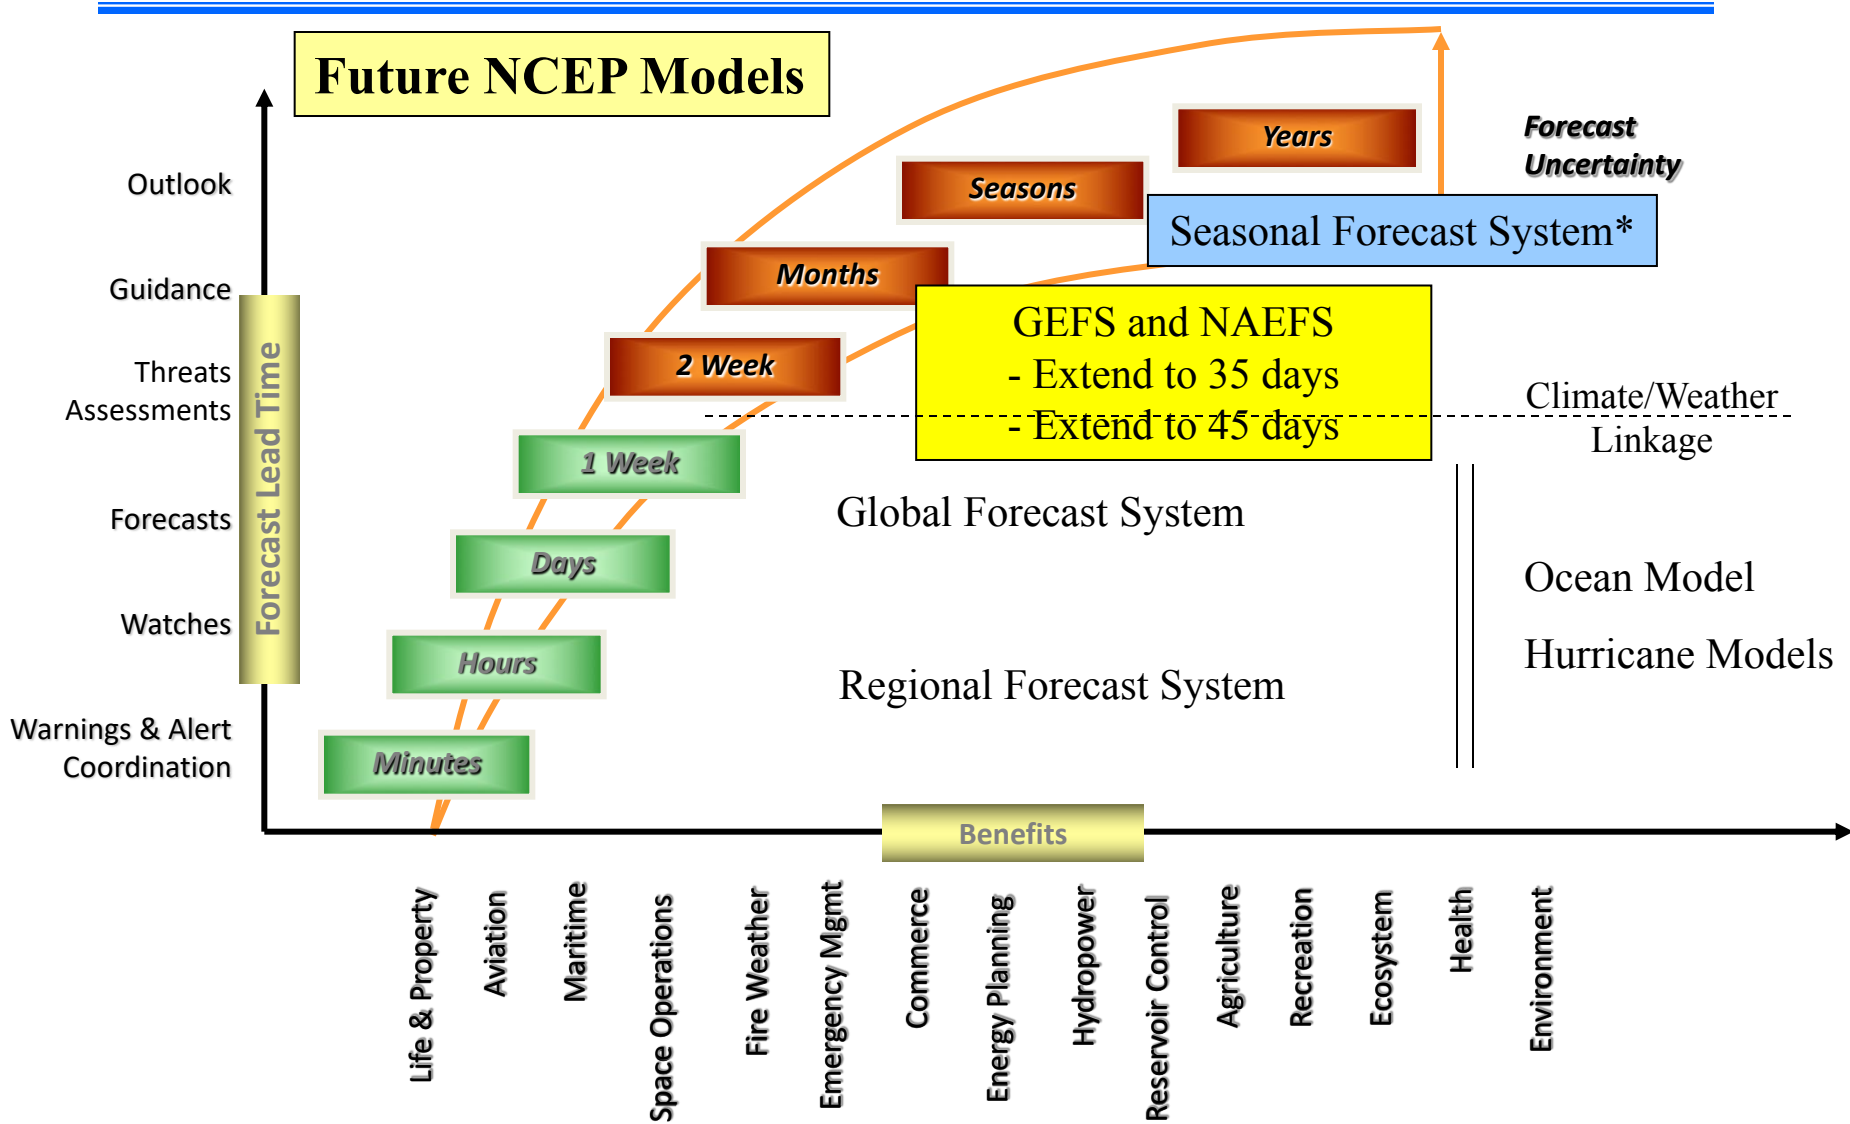 Future NCEP Models
Years
Forecast
Uncertainty
Seasons
Outlook
Seasonal Forecast System*
Months
Guidance
GEFS and NAEFS
- Extend to 35 days
- Extend to 45 days
2 Week
Threats
Assessments
Climate/Weather
Linkage
Forecast Lead Time
1 Week
Global Forecast System
Forecasts
Days
Ocean Model
Watches
Hours
Hurricane Models
Regional Forecast System
Warnings & Alert
Coordination
Minutes
Benefits
Life & Property
Aviation
Maritime
Space Operations
Fire Weather
Emergency Mgmt
Commerce
Energy Planning
Hydropower
Reservoir Control
Agriculture
Recreation
Ecosystem
Health
Environment